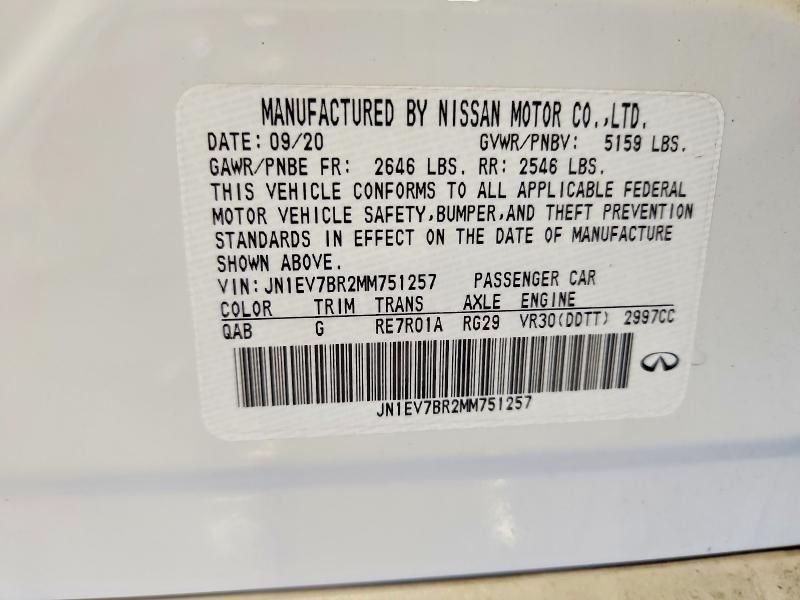 MANUFACTURED BY NISSAN MOTOR CO.,LTD.
DATE: 09/20 GVWR/PNBV: 5159 LBS.
GAWR/PNBE FR: 2646 LBS. RR: 2546 LBS.
THIS VEHICLE CONFORMS TO ALL APPLICABLE FEDERAL
MOTOR VEHICLE SAFETY,BUMPER,AND THEFT PREVENTION
STANDARDS IN EFFECT ON THE DATE OF MANUFACTURE
SHOWN ABOVE.
VIN:JN1EV7BR2MM751257 PASSENGER CAR
COLOR TRIM TRANS AXLE ENGINE
QAB G RE7R01A RG29 VR30(DDTT) 2997CC
JN1EV7BR2MM751257